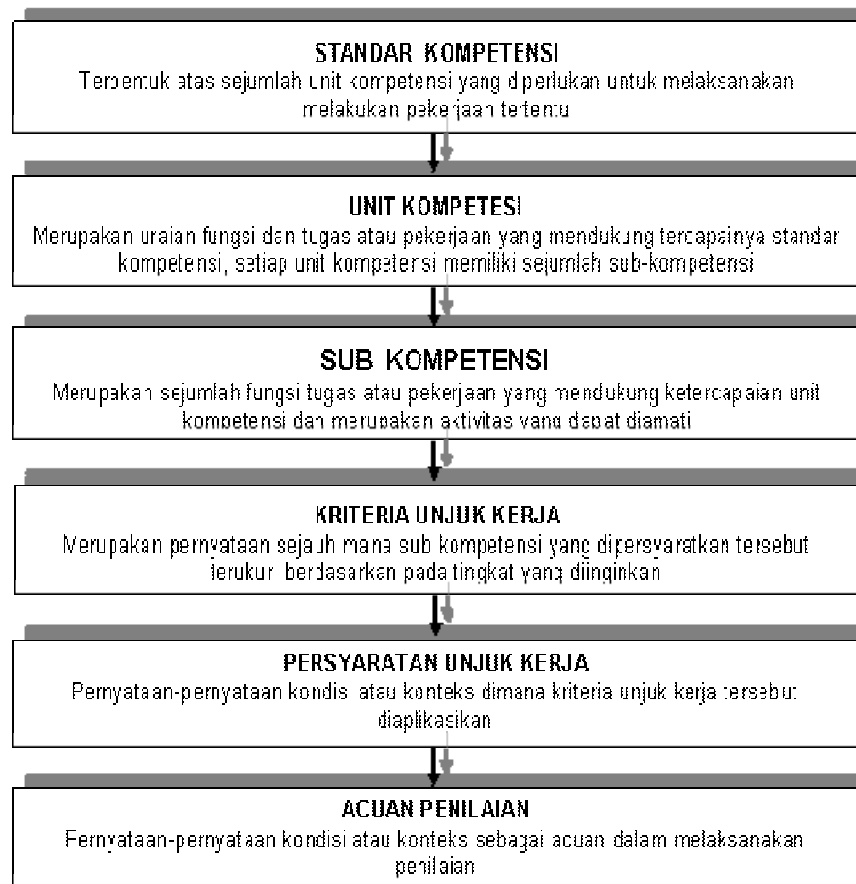 STANDAR KOMPETENSI
Terbentuk atas sejumlah unit kompetensi yang diperlukan untuk melaksanakan
melakukan pekerjaan tertentu
UNIT KOMPETESI
Merupakan uraian fungsi dan tugas atau pekerjaan yang mendukung tercapainya standar
kompetensi, setiap unit kompetensi memiliki sejumlah sub-kompetensi
SUB KOMPETENSI
Merupakan sejumlah fungsi tugas atau pekerjaan yang mendukung ketercapaian unit
kompetensi dan merupakan aktivitas yang dapat diamati
KRITERIA UNJUK KERJA
Merupakan pernyataan sejauh mana sub kompetensi yang dipersyaratkan tersebut
terukur berdasarkan pada tingkat yang diinginkan
PERSYARATAN UNJUK KERJA
Pernyataan-pernyataan kondisi atau konteks dimana kriteria unjuk kerja tersebut
diaplikasikan
ACUAN PENILAIAN
Pernyataan-pernyataan kondisi atau konteks sebagai acuan dalam melaksanakan
penilaian